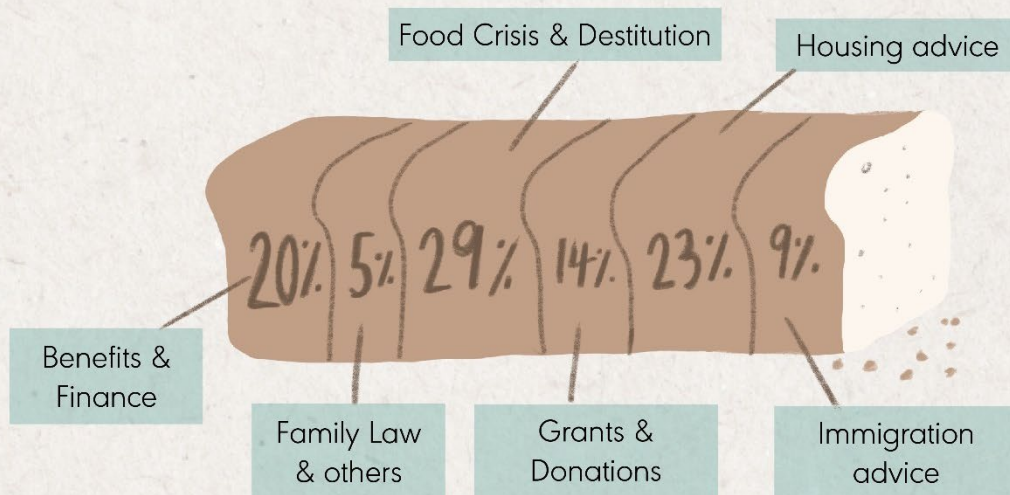 Food Crisis & Destitution
Housing advice
20%
5%
29%
14%
23%
9%
Benefits &
Finance
Family Law
& others
Grants &
Donations
Immigration
advice